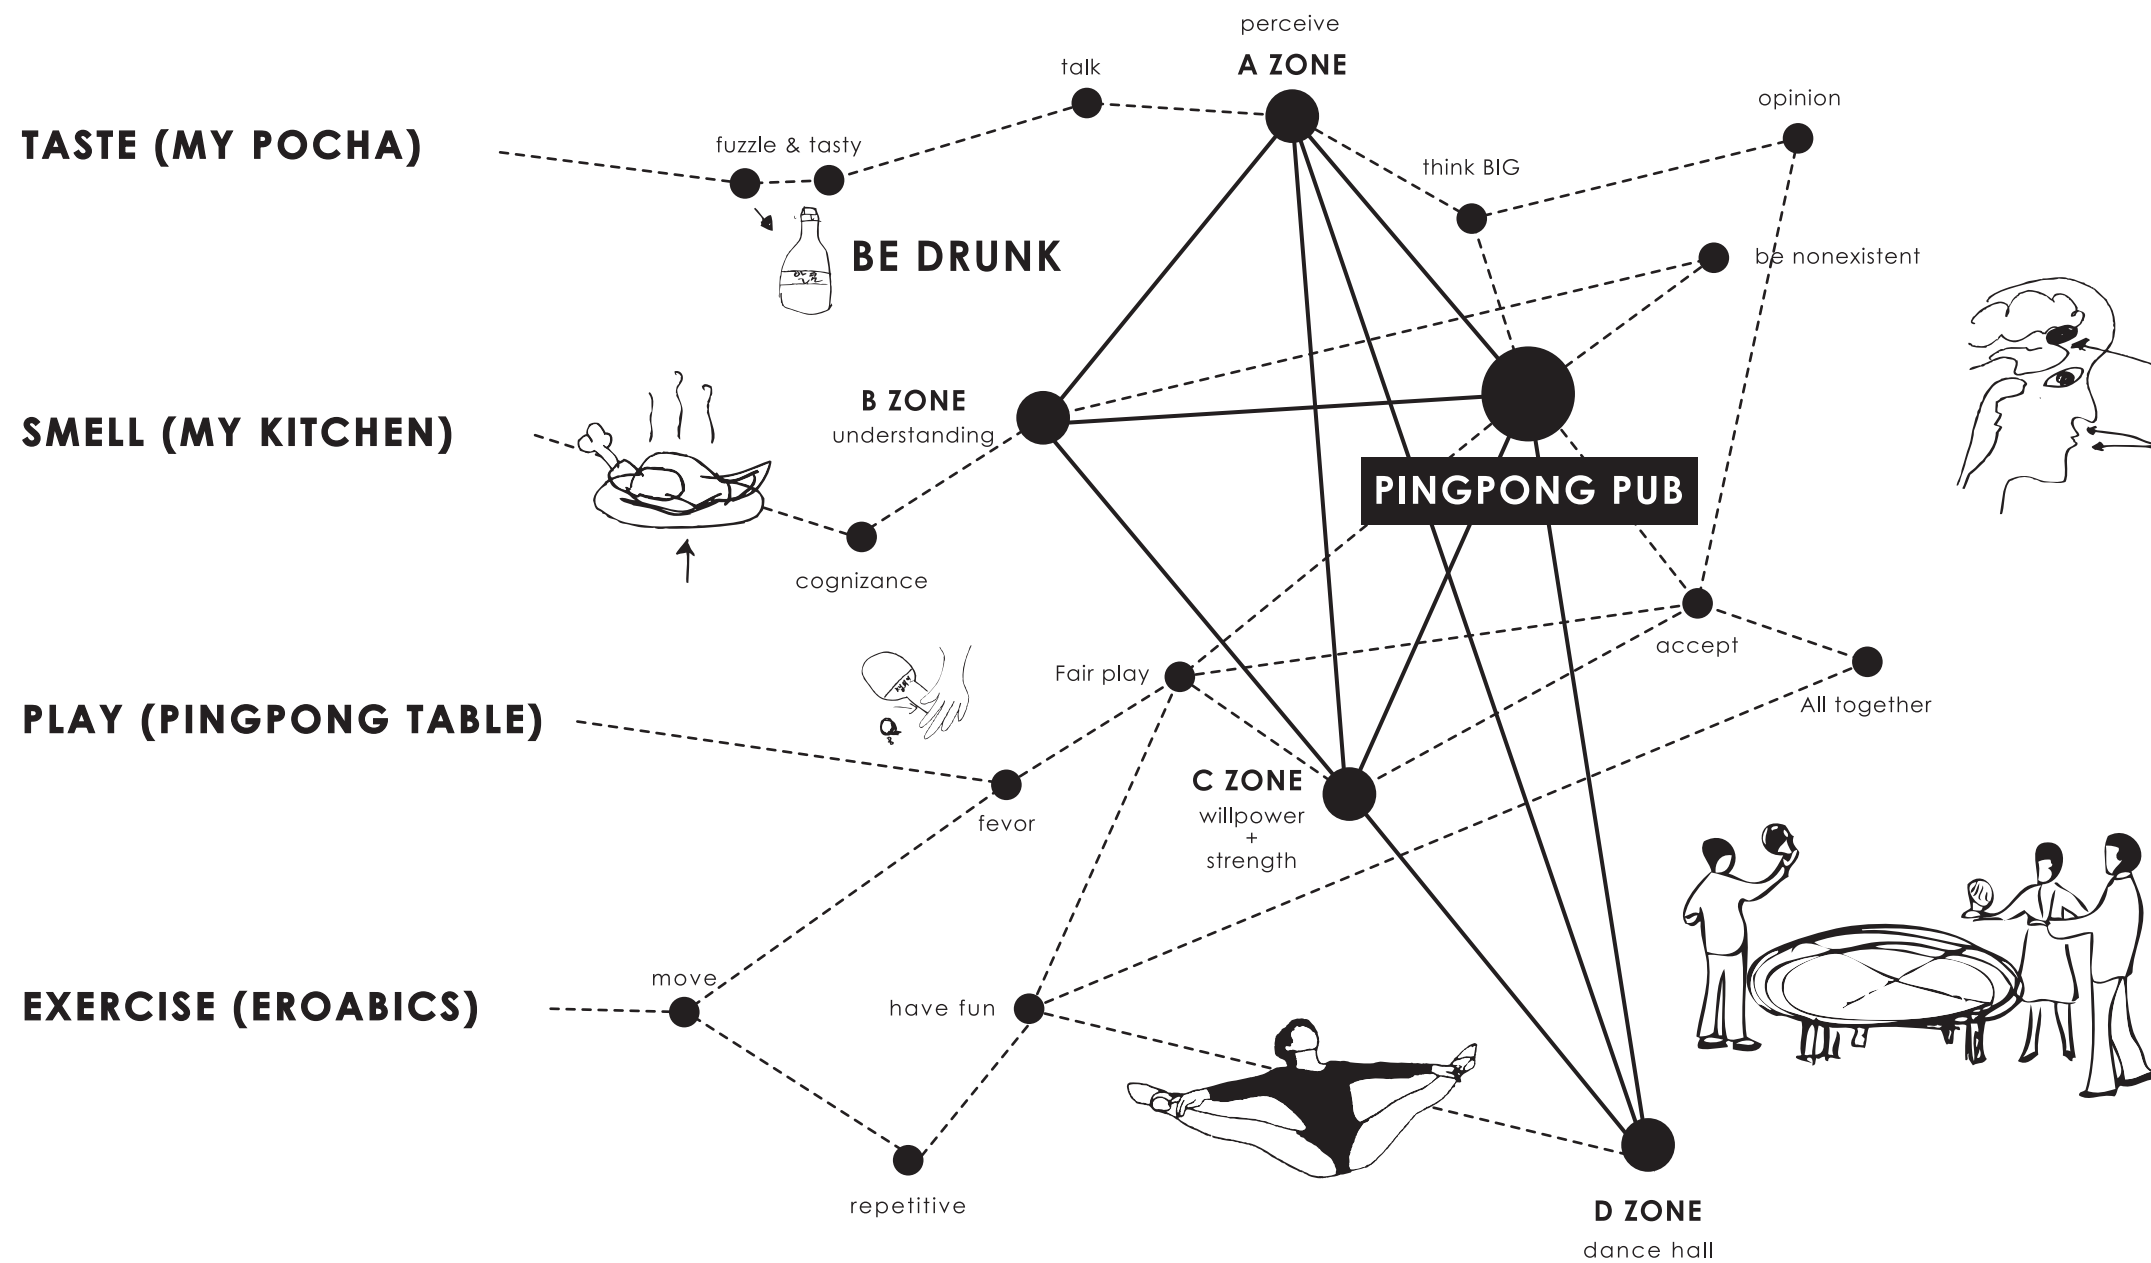 perceive
A ZONE
talk
opinion
TASTE (MY POCHA)
fuzzle & tasty
think BIG
BE DRUNK
be nonexistent
B ZONE
understanding
SMELL (MY KITCHEN)
PINGPONG PUB
cognizance
accept
Fair play
All together
PLAY (PINGPONG TABLE)
C ZONE
willpower
+
strength
fevor
move
have fun
EXERCISE (EROABICS)
repetitive
D ZONE
dance hall